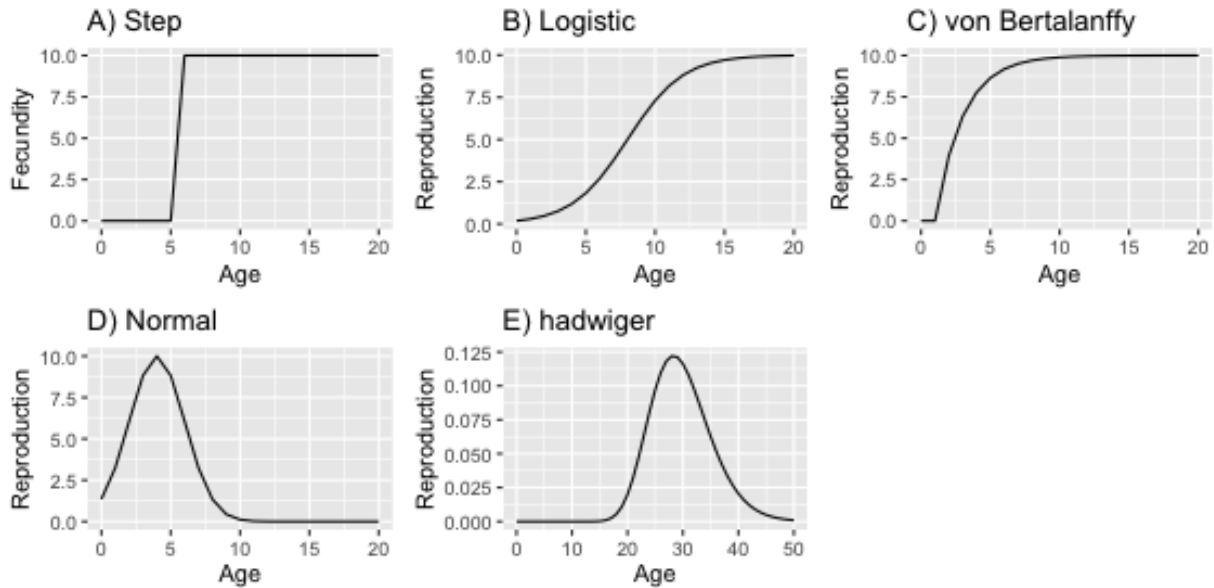 A) Step
B) Logistic
C) von Bertalanffy
Fecundity
10.0
7.5
5.0
2.5
0.0
0 5 10 15 20
Age
Reproduction
10.0
7.5
5.0
2.5
0.0
0 5 10 15 20
Age
Reproduction
10.0
7.5
5.0
2.5
0.0
0 5 10 15 20
Age
D) Normal
E) hadwiger
Reproduction
10.0
7.5
5.0
2.5
0.0
0 5 10 15 20
Age
Reproduction
0.125
0.100
0.075
0.050
0.025
0.000
0 10 20 30 40 50
Age